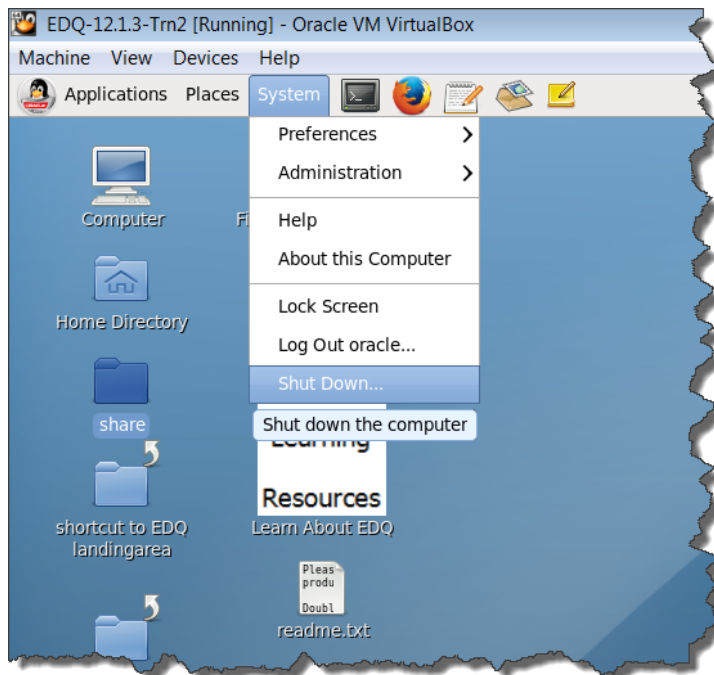 EDQ-12.1.3-Trn2 [Running] - Oracle VM VirtualBox
Machine View Devices Help
Applications Places System
Preferences
Administration
Help
About this Computer
Lock Screen
Log Out oracle...
Shut Down...
Shut down the computer
Computer
Fi
Home Directory
share
shortcut to EDQ
landingarea
Learning
Resources
Learn About EDQ
Pleas
produ
Doubl
readme.txt